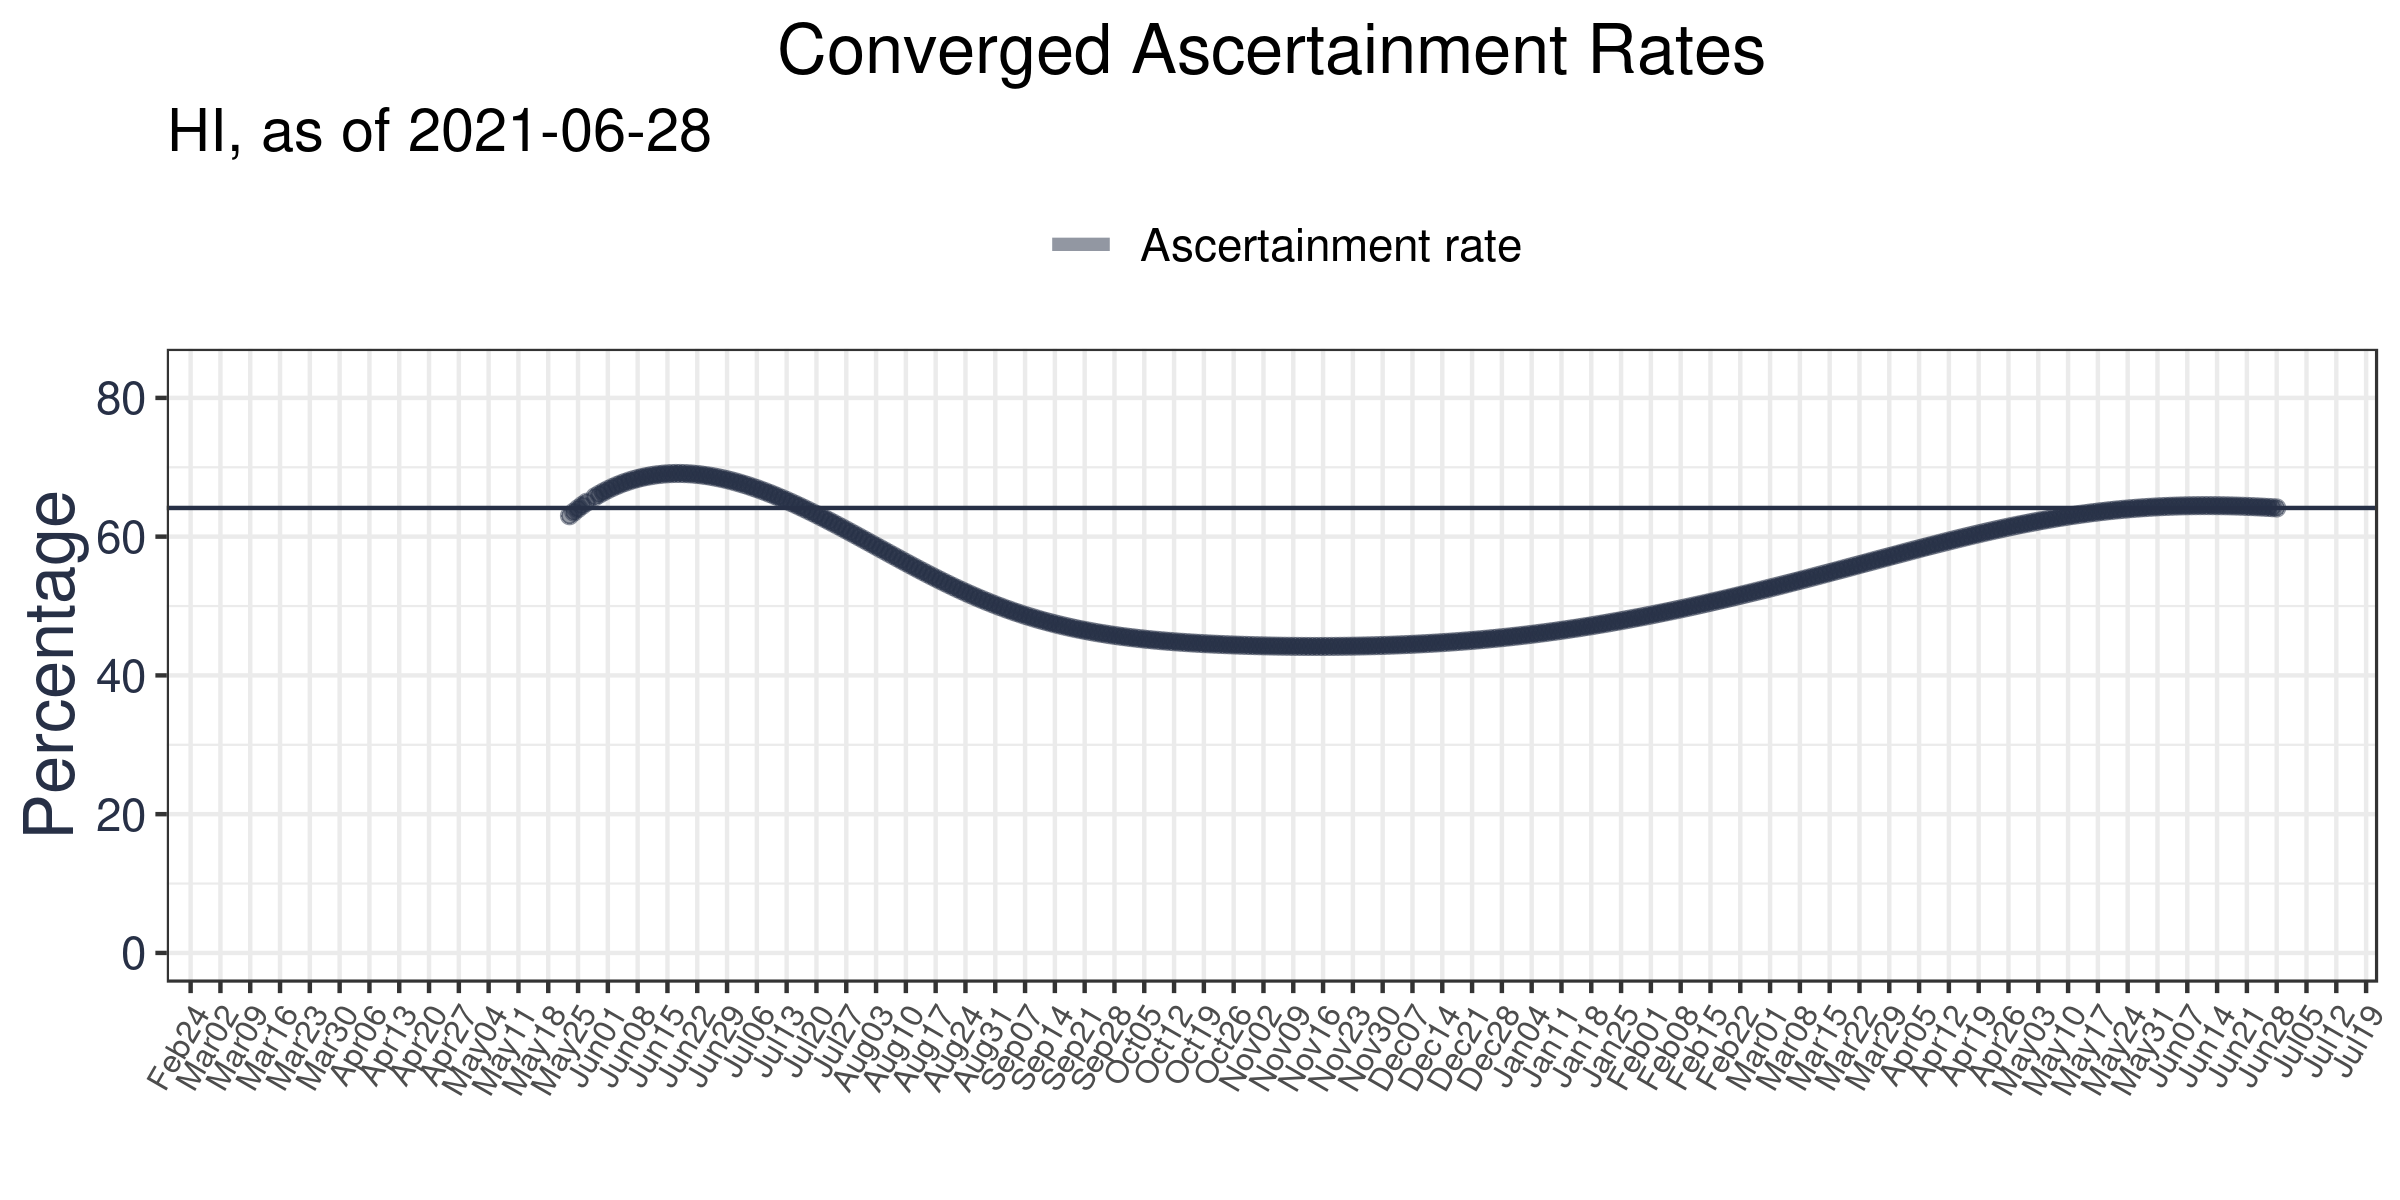 Converged Ascertainment Rates
HI, as of 2021-06-28
Ascertainment rate
Percentage
80
60
40
20
0
Feb24 Mar02 Mar09 Mar16 Mar23 Mar30 Apr06 Apr13 Apr20 Apr27 May04 May11 May18 May25 Jun01 Jun08 Jun15 Jun22 Jun29 Jul06 Jul13 Jul20 Jul27 Aug03 Aug10 Aug17 Aug24 Aug31 Sep07 Sep14 Sep21 Sep28 Oct05 Oct12 Oct19 Oct26 Nov02 Nov09 Nov16 Nov23 Nov30 Dec07 Dec14 Dec21 Dec28 Jan04 Jan11 Jan18 Jan25 Feb01 Feb08 Feb15 Feb22 Mar01 Mar08 Mar15 Mar22 Mar29 Apr05 Apr12 Apr19 Apr26 May03 May10 May17 May24 May31 Jun07 Jun14 Jun21 Jun28 Jul05 Jul12 Jul19